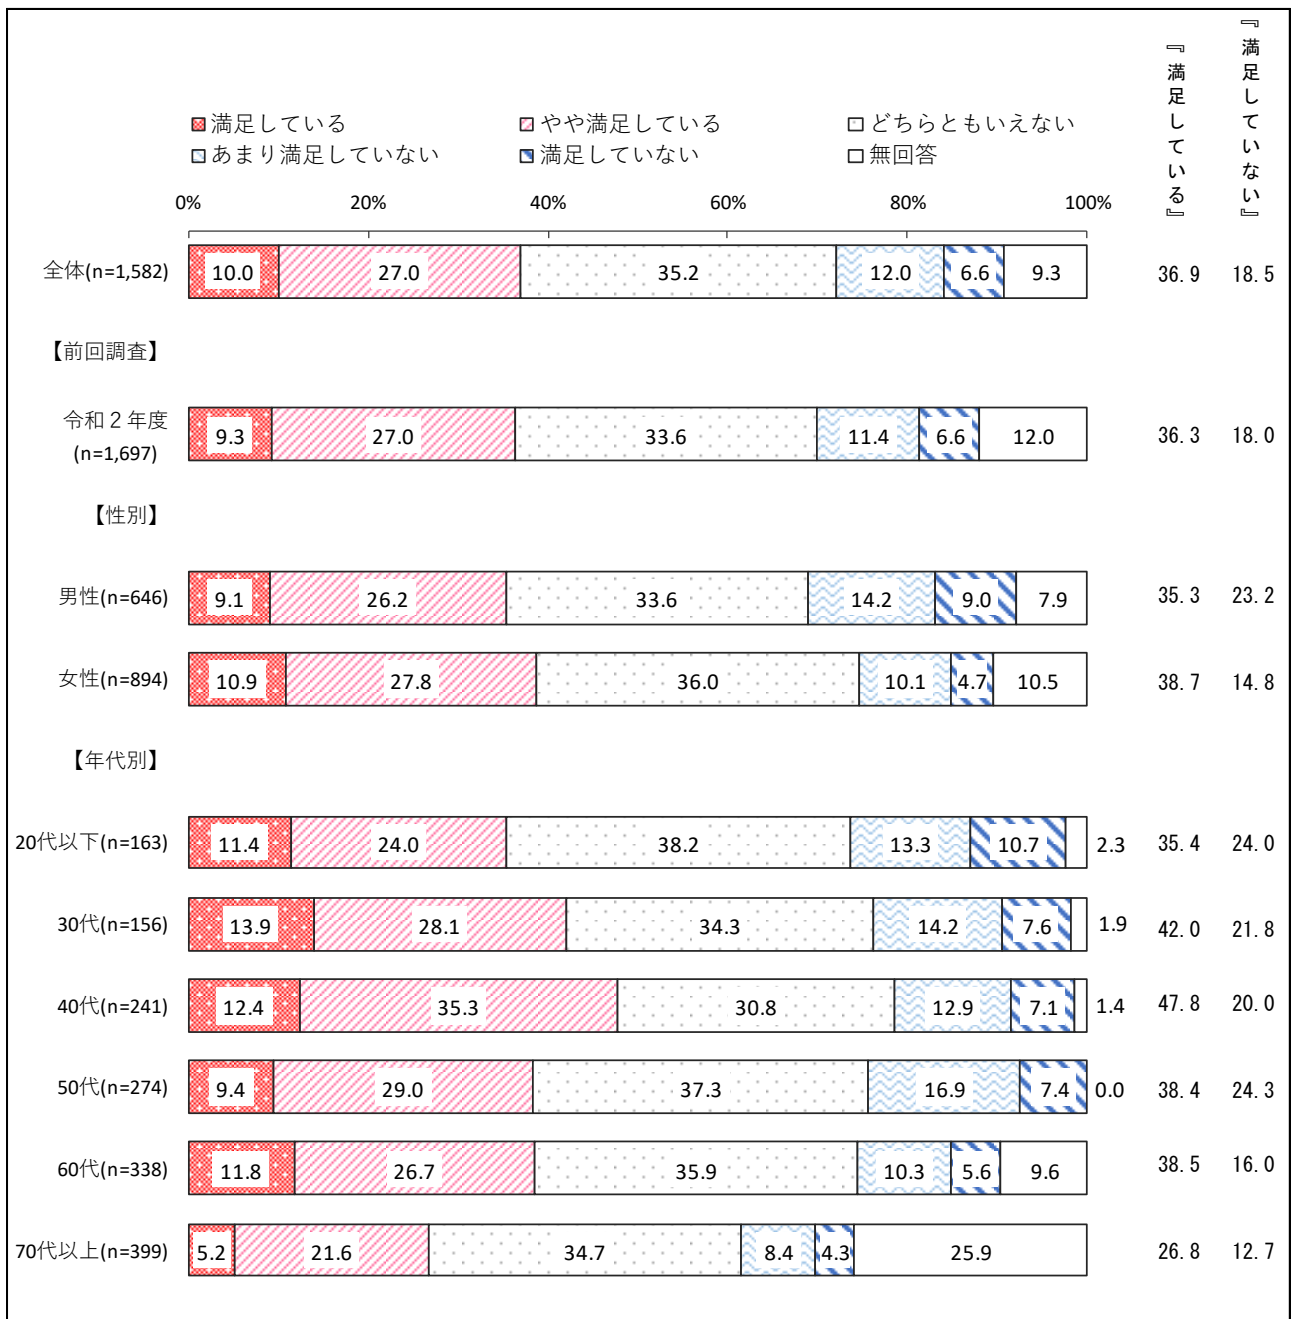 『満足している』
『満足していない』
満足している やや満足している どちらともいえない
あまり満足していない 満足していない 無回答
0% 20% 40% 60% 80% 100%
全体(n=1,582) 10.0 27.0 35.2 12.0 6.6 9.3 36.9 18.5
【前回調査】
令和２年度
(n=1,697) 9.3 27.0 33.6 11.4 6.6 12.0 36.3 18.0
【性別】
男性(n=646) 9.1 26.2 33.6 14.2 9.0 7.9 35.3 23.2
女性(n=894) 10.9 27.8 36.0 10.1 4.7 10.5 38.7 14.8
【年代別】
20代以下(n=163) 11.4 24.0 38.2 13.3 10.7 2.3 35.4 24.0
30代(n=156) 13.9 28.1 34.3 14.2 7.6 1.9 42.0 21.8
40代(n=241) 12.4 35.3 30.8 12.9 7.1 1.4 47.8 20.0
50代(n=274) 9.4 29.0 37.3 16.9 7.4 0.0 38.4 24.3
60代(n=338) 11.8 26.7 35.9 10.3 5.6 9.6 38.5 16.0
70代以上(n=399) 5.2 21.6 34.7 8.4 4.3 25.9 26.8 12.7